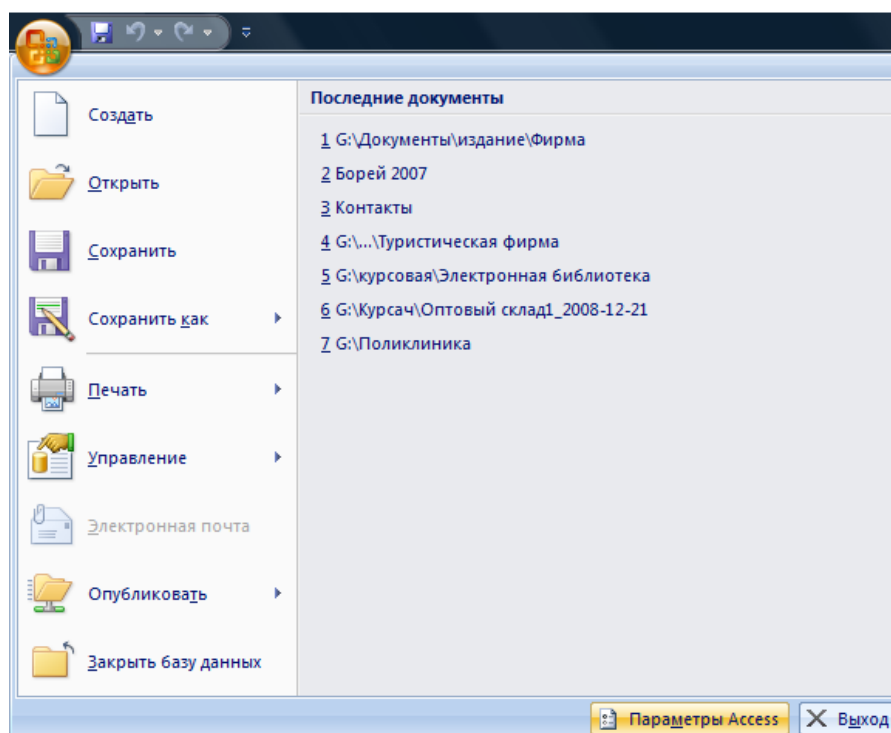 Создать
Открыть
Сохранить
Сохранить как
Печать
Управление
Электронная почта
Опубликовать
Закрыть базу данных
Последние документы
1 G:\Документы\издание\Фирма
2 Борей 2007
3 Контакты
4 G:\...\Туристическая фирма
5 G:\курсовая\Электронная библиотека
6 G:\Курсач\Оптовый склад1_2008-12-21
7 G:\Поликлиника
Параметры Access
Выход